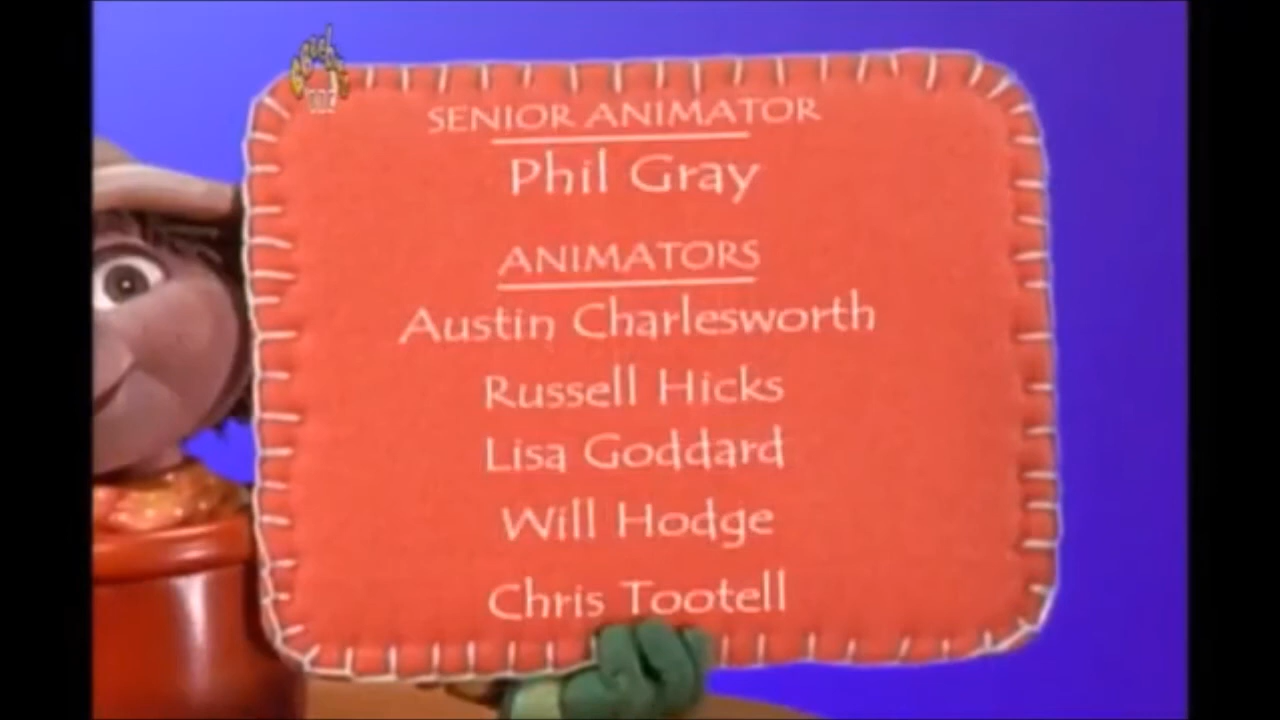 SENIOR ANIMATOR
Phil Gray
ANIMATORS
Austin Charlesworth
Russell Hicks
Lisa Goddard
Will Hodge
Chris Tootell